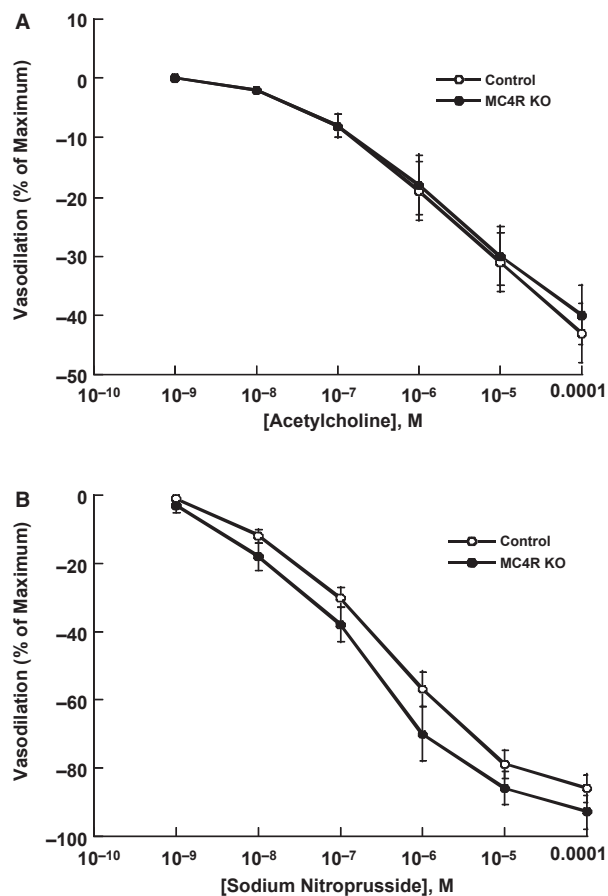 A
10
0
−10
−20
−30
−40
−50
Vasodilation (% of Maximum)
Control
MC4R KO
10⁻¹⁰ 10⁻⁹ 10⁻⁸ 10⁻⁷ 10⁻⁶ 10⁻⁵ 0.0001
[Acetylcholine], M
B
0
−20
−40
−60
−80
−100
Vasodilation (% of Maximum)
Control
MC4R KO
10⁻¹⁰ 10⁻⁹ 10⁻⁸ 10⁻⁷ 10⁻⁶ 10⁻⁵ 0.0001
[Sodium Nitroprusside], M